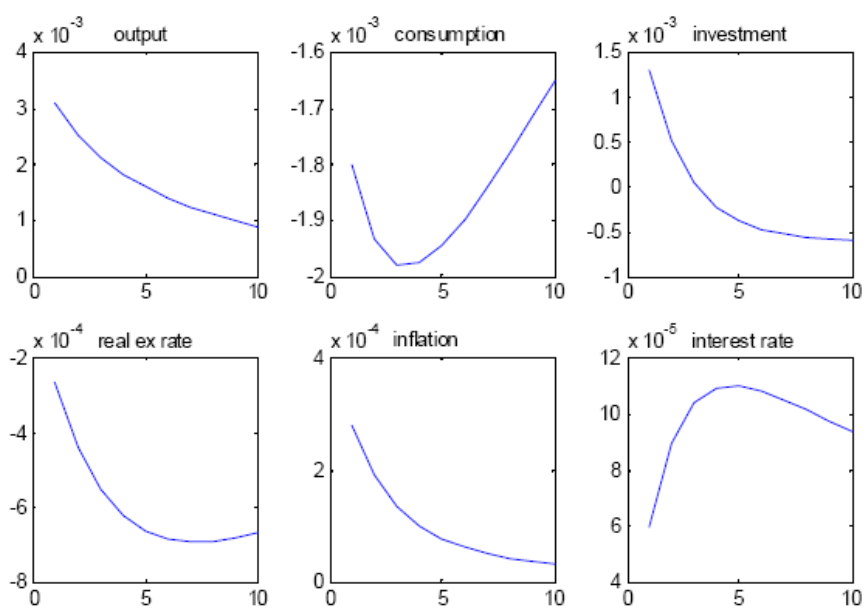 x 10⁻³ output
4
3
2
1
0
0 5 10
x 10⁻³ consumption
-1.6
-1.7
-1.8
-1.9
-2
0 5 10
x 10⁻³ investment
1.5
1
0.5
0
-0.5
-1
0 5 10
x 10⁻⁴ real ex rate
-2
-4
-6
-8
0 5 10
x 10⁻⁴ inflation
4
2
0
0 5 10
x 10⁻⁵ interest rate
12
10
8
6
4
0 5 10